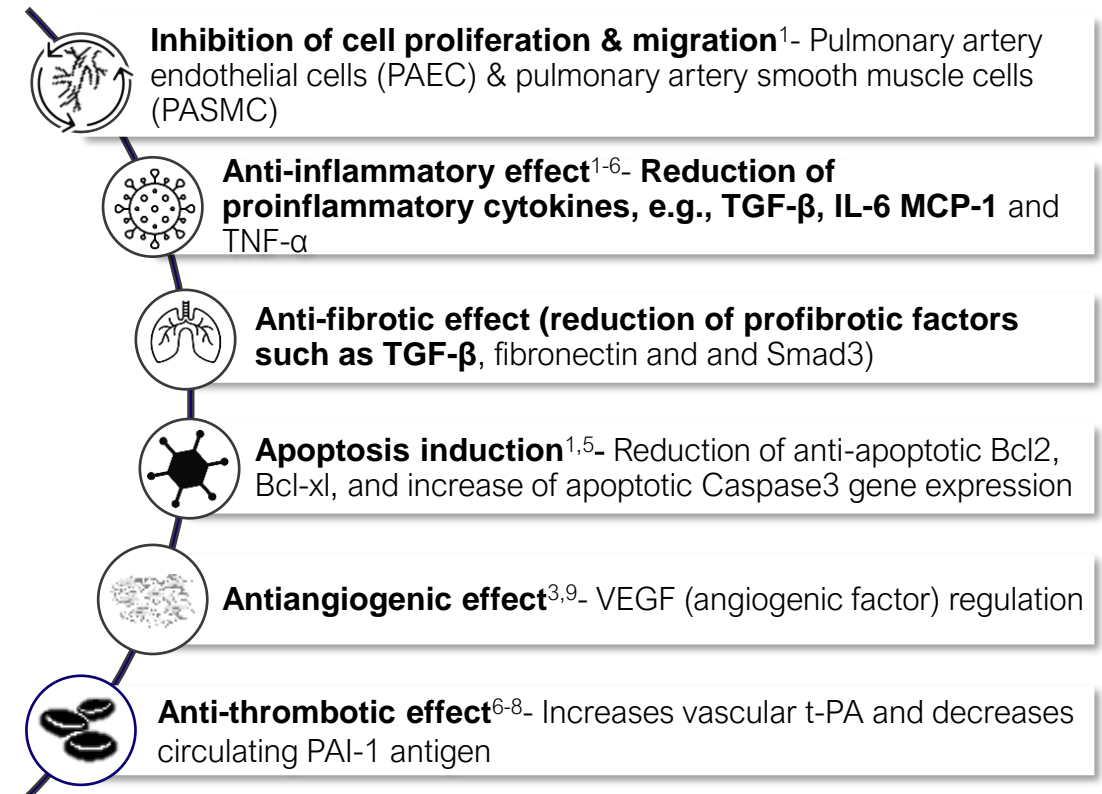 Inhibition of cell proliferation & migration1- Pulmonary artery
endothelial cells (PAEC) & pulmonary artery smooth muscle cells
(PASMC)
Anti-inflammatory effect1-6- Reduction of
proinflammatory cytokines, e.g., TGF-β, IL-6 MCP-1 and
TNF-α
Anti-fibrotic effect (reduction of profibrotic factors
such as TGF-β, fibronectin and and Smad3)
Apoptosis induction1,5- Reduction of anti-apoptotic Bcl2,
Bcl-xl, and increase of apoptotic Caspase3 gene expression
Antiangiogenic effect3,9- VEGF (angiogenic factor) regulation
Anti-thrombotic effect6-8- Increases vascular t-PA and decreases
circulating PAI-1 antigen